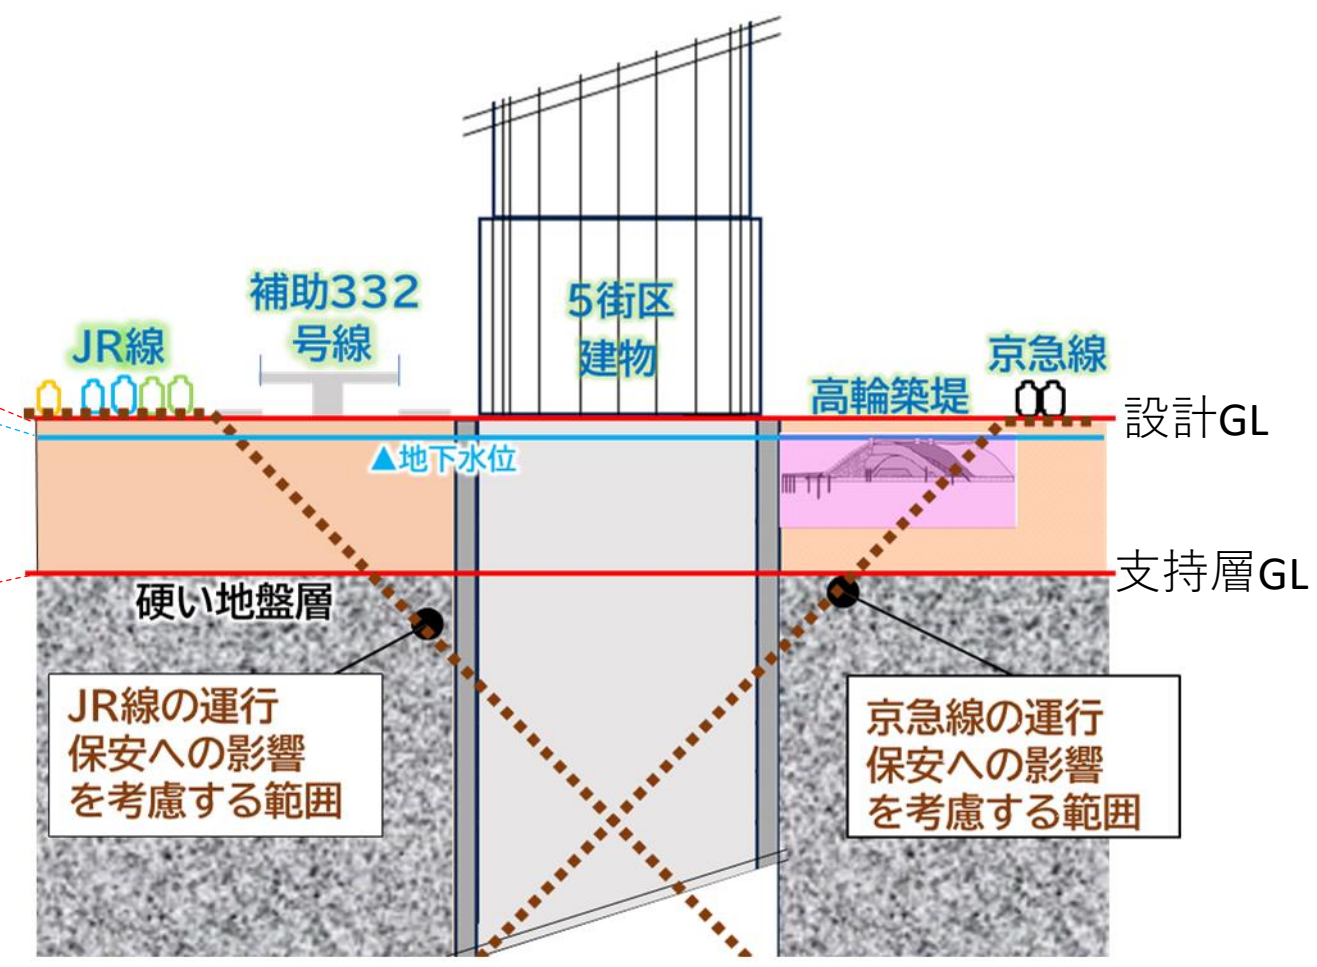 補助332
号線
5街区
建物
JR線
京急線
高輪築堤
設計GL
▲地下水位
支持層GL
硬い地盤層
JR線の運行
保安への影響
を考慮する範囲
京急線の運行
保安への影響
を考慮する範囲